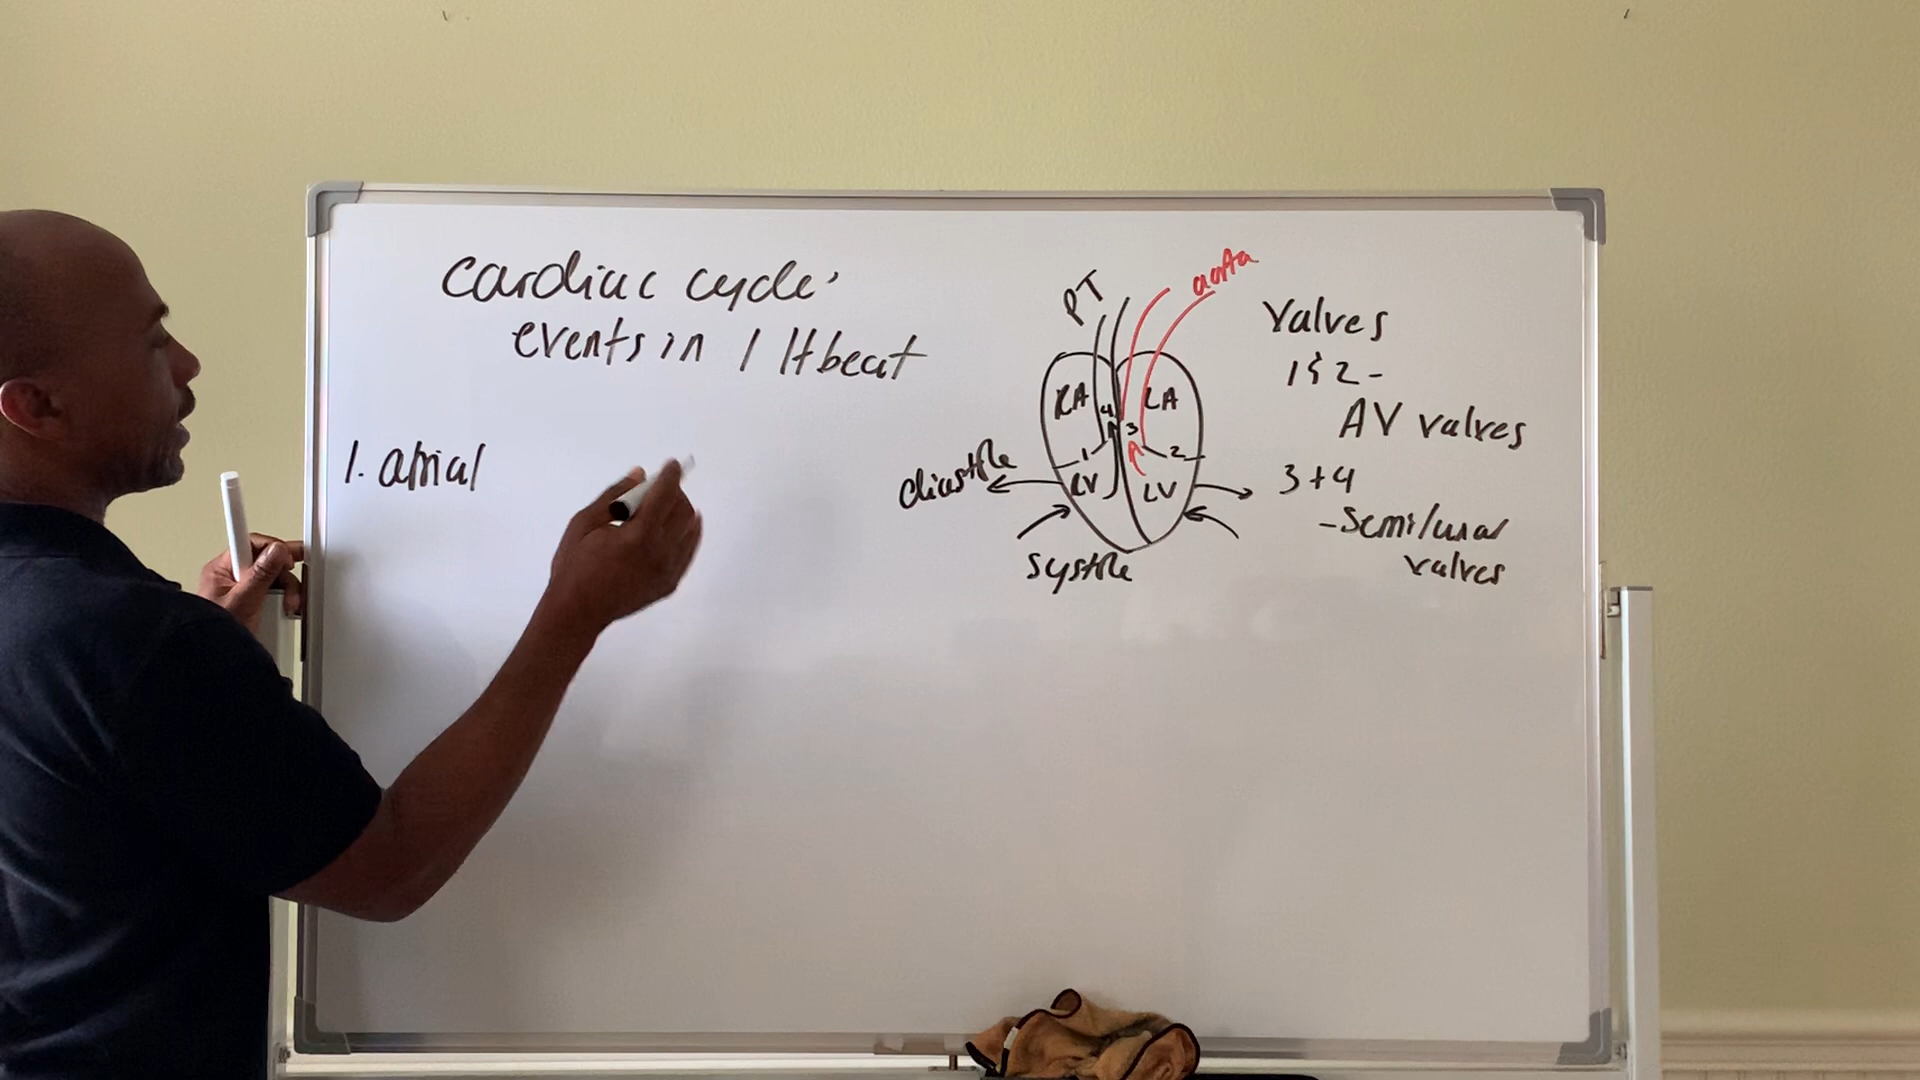 cardiac cycle:
events in 1 Htbeat
1. atrial
PT
aorta
RA
LA
4
3
1
2
RV
LV
diastole
systole
Valves
1 & 2 -
AV valves
3 + 4
- Semilunar
valves